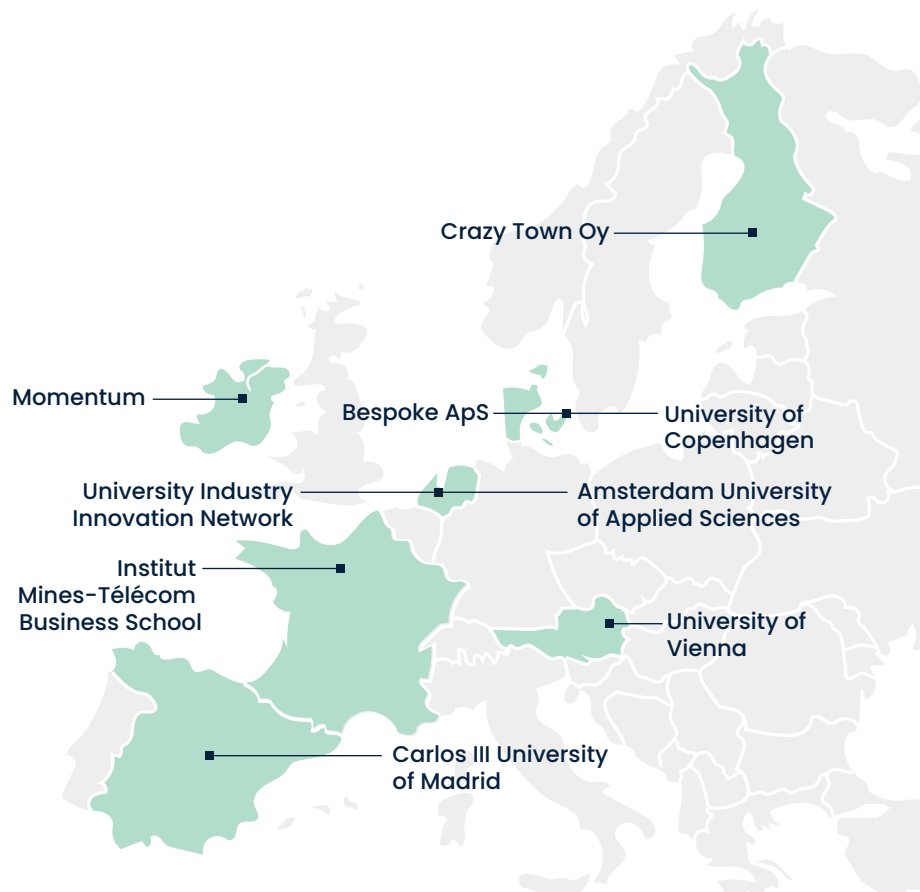 Crazy Town Oy
Momentum
Bespoke ApS
University of
Copenhagen
University Industry
Innovation Network
Amsterdam University
of Applied Sciences
Institut
Mines-Télécom
Business School
University of
Vienna
Carlos III University
of Madrid